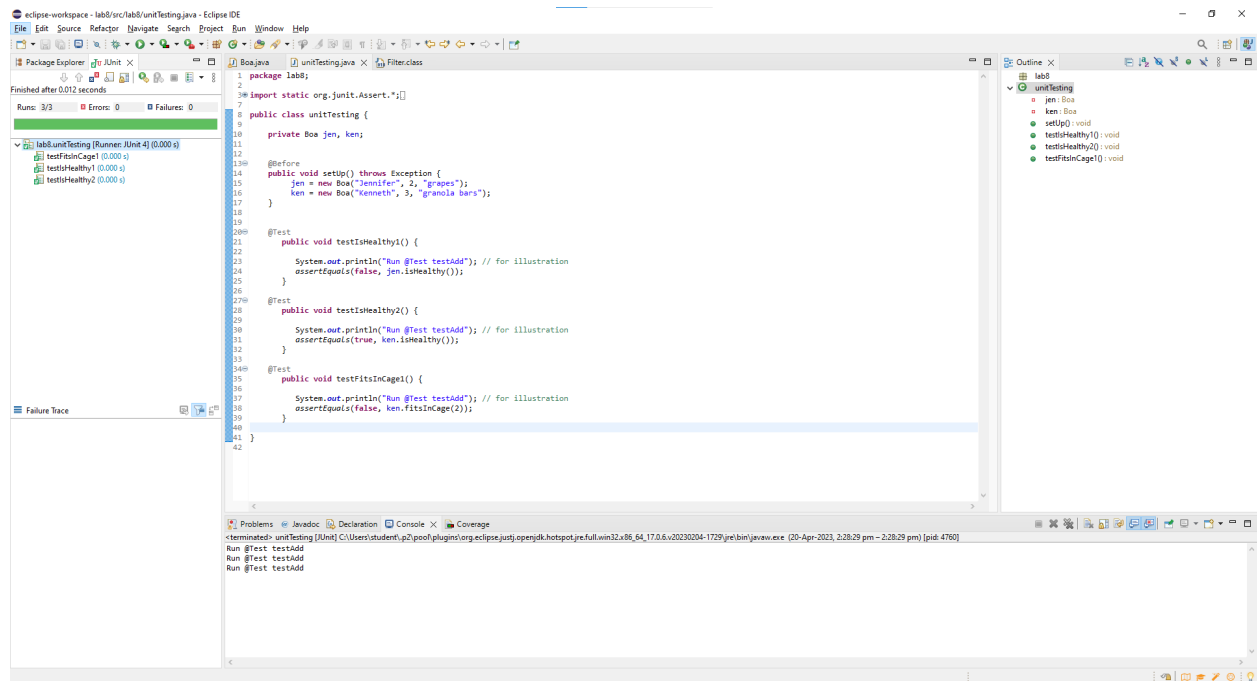 eclipse-workspace - lab8/src/lab8/unitTesting.java - Eclipse IDE
File Edit Source Refactor Navigate Search Project Run Window Help
Package Explorer JUnit
Finished after 0.012 seconds
Runs: 3/3 Errors: 0 Failures: 0
lab8.unitTesting [Runner: JUnit 4] (0.000 s)
testFitsInCage1 (0.000 s)
testIsHealthy1 (0.000 s)
testIsHealthy2 (0.000 s)
Failure Trace
Boa.java unitTesting.java Filter.class
1 package lab8;
2
3 import static org.junit.Assert.*;
7
8 public class unitTesting {
9
10 private Boa jen, ken;
11
12
13 @Before
14 public void setUp() throws Exception {
15 jen = new Boa("Jennifer", 2, "grapes");
16 ken = new Boa("Kenneth", 3, "granola bars");
17 }
18
19
20 @Test
21 public void testIsHealthy1() {
22
23 System.out.println("Run @Test testAdd"); // for illustration
24 assertEquals(false, jen.isHealthy());
25 }
26
27 @Test
28 public void testIsHealthy2() {
29
30 System.out.println("Run @Test testAdd"); // for illustration
31 assertEquals(true, ken.isHealthy());
32 }
33
34 @Test
35 public void testFitsInCage1() {
36
37 System.out.println("Run @Test testAdd"); // for illustration
38 assertEquals(false, ken.fitsInCage(2));
39 }
40
41 }
42
Outline
lab8
unitTesting
jen : Boa
ken : Boa
setUp() : void
testIsHealthy1() : void
testIsHealthy2() : void
testFitsInCage1() : void
Problems Javadoc Declaration Console Coverage
<terminated> unitTesting [JUnit] C:\Users\student\.p2\pool\plugins\org.eclipse.justj.openjdk.hotspot.jre.full.win32.x86_64_17.0.6.v20230204-1729\jre\bin\javaw.exe (20-Apr-2023, 2:28:29 pm – 2:28:29 pm) [pid: 4760]
Run @Test testAdd
Run @Test testAdd
Run @Test testAdd